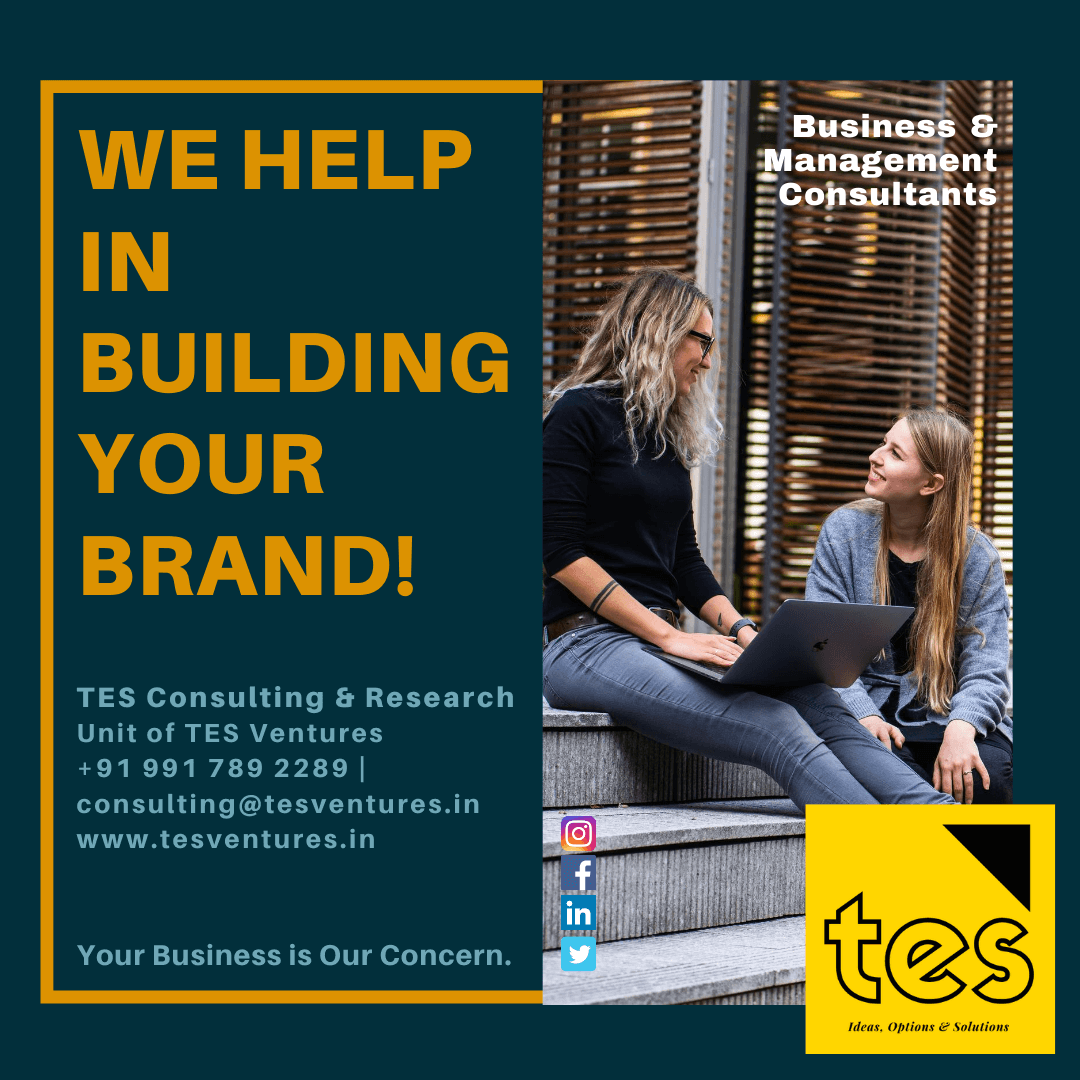 WE HELP
IN
BUILDING
YOUR
BRAND!
TES Consulting & Research
Unit of TES Ventures
+91 991 789 2289 |
consulting@tesventures.in
www.tesventures.in
Your Business is Our Concern.
Business &
Management
Consultants
f
in
tes
Ideas, Options & Solutions